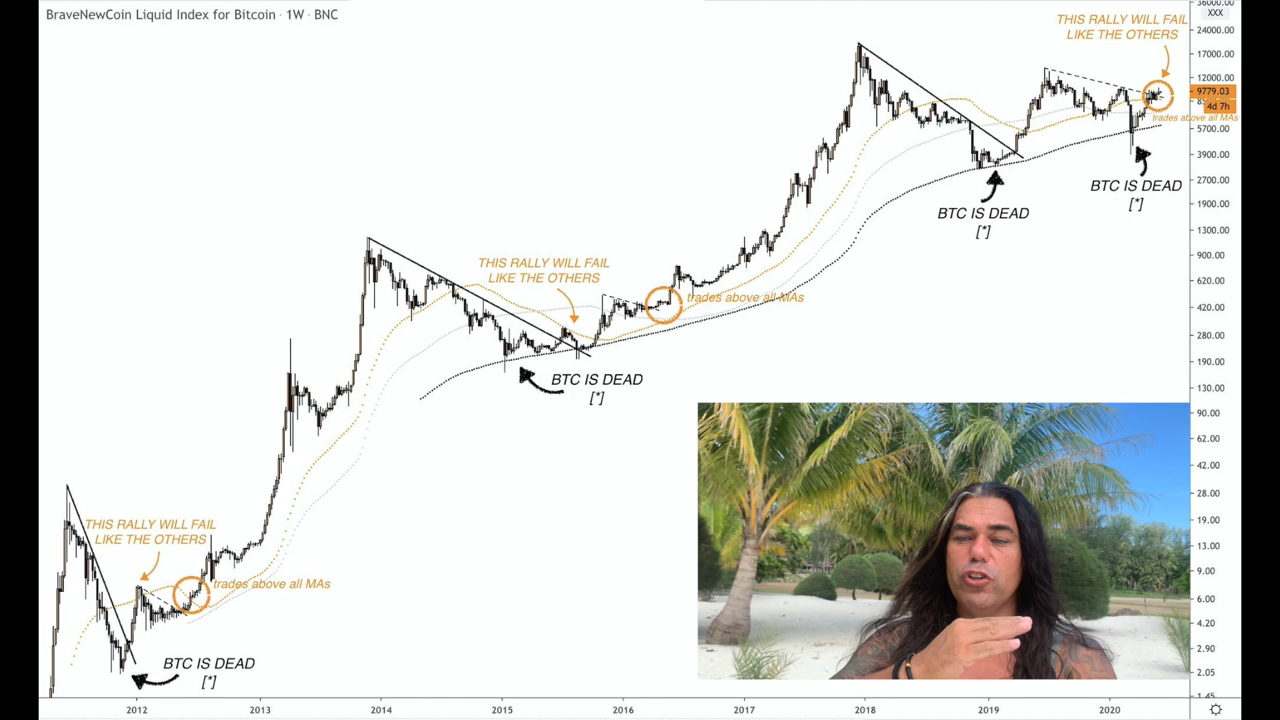 BraveNewCoin Liquid Index for Bitcoin · 1W · BNC
THIS RALLY WILL FAIL
LIKE THE OTHERS
XXX
36000.00
24000.00
17000.00
12000.00
9779.03
4d 7h
5700.00
3900.00
2700.00
1900.00
1300.00
900.00
620.00
420.00
280.00
190.00
130.00
90.00
62.00
42.00
28.00
19.00
13.00
9.00
6.00
4.20
2.90
2.05
1.45
trades above all MAs
BTC IS DEAD
[*]
BTC IS DEAD
[*]
THIS RALLY WILL FAIL
LIKE THE OTHERS
trades above all MAs
BTC IS DEAD
[*]
THIS RALLY WILL FAIL
LIKE THE OTHERS
trades above all MAs
BTC IS DEAD
[*]
2012 2013 2014 2015 2016 2017 2018 2019 2020